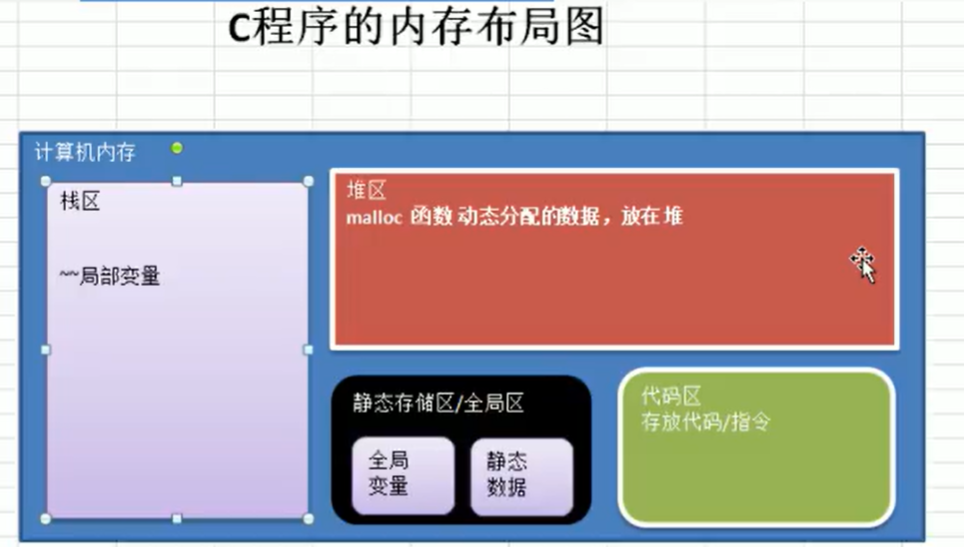 C程序的内存布局图
计算机内存
栈区
~~局部变量
堆区
malloc 函数 动态分配的数据，放在 堆
静态存储区/全局区
全局
变量
静态
数据
代码区
存放代码/指令